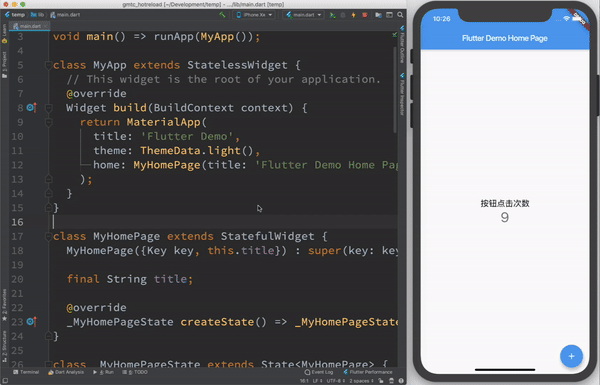 gmtc_hotreload [~/Development/temp] - .../lib/main.dart [temp]
temp
lib
main.dart
iPhone Xs
main.dart
main.dart
3 void main() => runApp(MyApp());
4
5 class MyApp extends StatelessWidget {
6 // This widget is the root of your application.
7 @override
8 Widget build(BuildContext context) {
9 return MaterialApp(
10 title: 'Flutter Demo',
11 theme: ThemeData.light(),
12 home: MyHomePage(title: 'Flutter Demo Home Pag
13 );
14 }
15 }
16
17 class MyHomePage extends StatefulWidget {
18 MyHomePage({Key key, this.title}) : super(key: key
19
20 final String title;
21
22 @override
23 _MyHomePageState createState() => _MyHomePageState
24 }
25
26 class _MyHomePageState extends State<MyHomePage> {
Learn
1: Project
2: Favorites
Z: Structure
Flutter Outline
Flutter Inspector
Terminal
Dart Analysis
4: Run
6: TODO
Event Log
Flutter Performance
16:1
LF
UTF-8
2 spaces
10:26
Flutter Demo Home Page
按钮点击次数
9
+